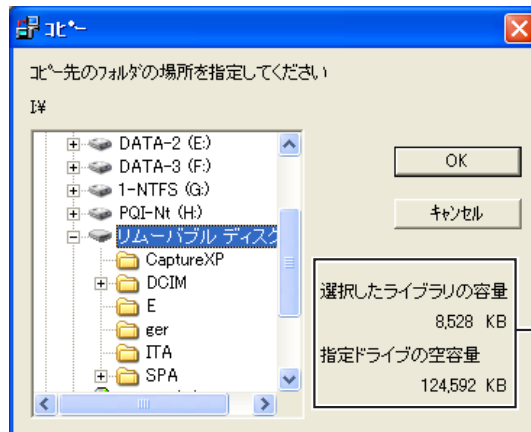 ｺﾋﾟｰ
ｺﾋﾟｰ先のﾌｫﾙﾀﾞの場所を指定してください
I:¥
DATA-2 (E:)
DATA-3 (F:)
1-NTFS (G:)
PQI-Nt (H:)
リムーバブル ディスク
CaptureXP
DCIM
E
ger
ITA
SPA
OK
ｷｬﾝｾﾙ
選択したライブラリの容量
8,528 KB
指定ドライブの空容量
124,592 KB